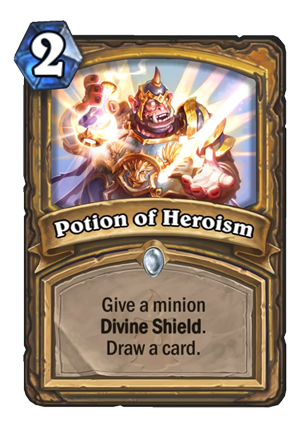 2
Potion of Heroism
Give a minion
Divine Shield.
Draw a card.